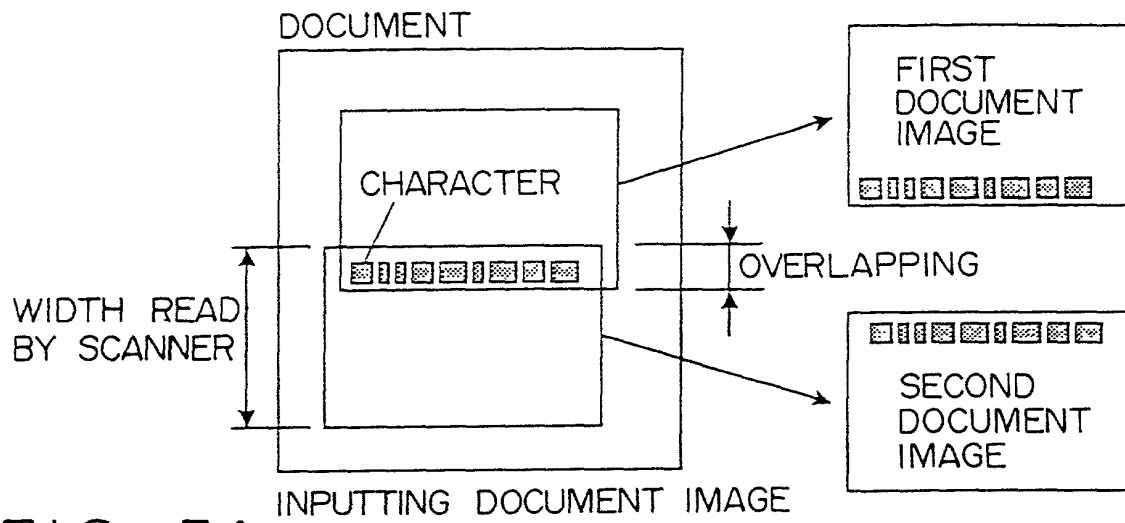 DOCUMENT
FIRST
DOCUMENT
IMAGE
CHARACTER
OVERLAPPING
WIDTH READ
BY SCANNER
SECOND
DOCUMENT
IMAGE
INPUTTING DOCUMENT IMAGE